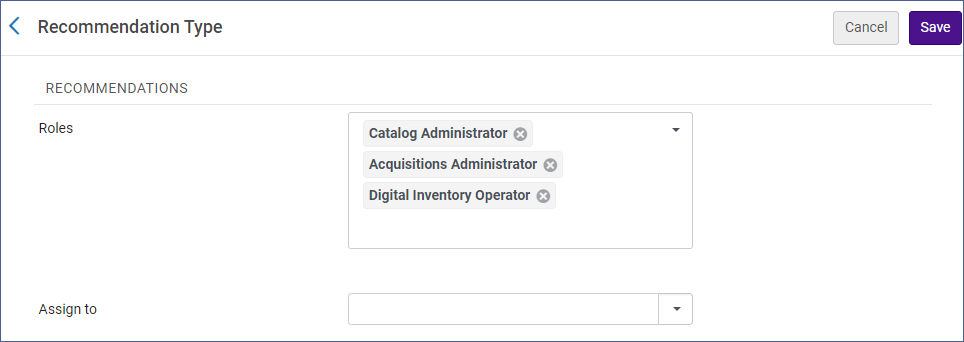 Recommendation Type
Cancel
Save
RECOMMENDATIONS
Roles
Catalog Administrator
Acquisitions Administrator
Digital Inventory Operator
Assign to